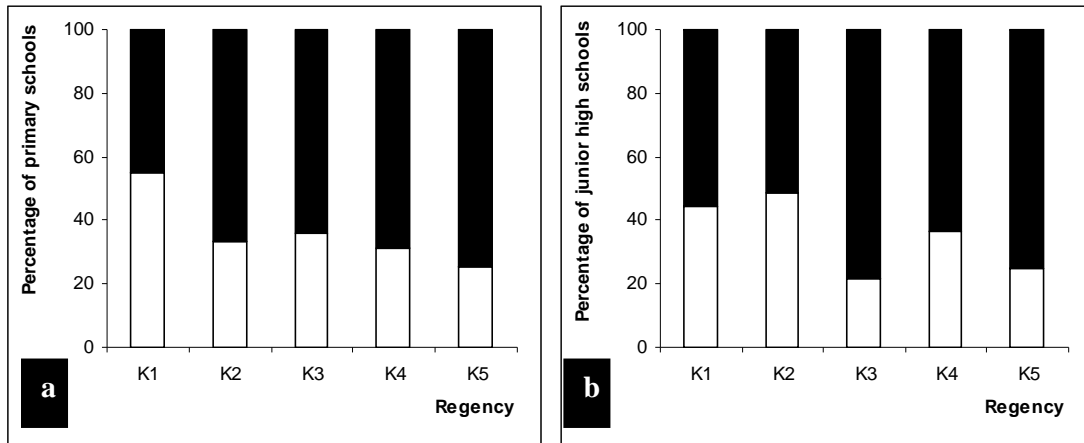 Percentage of primary schools
100
80
60
40
20
0
K1 K2 K3 K4 K5
Regency
a
Percentage of junior high schools
100
80
60
40
20
0
K1 K2 K3 K4 K5
Regency
b